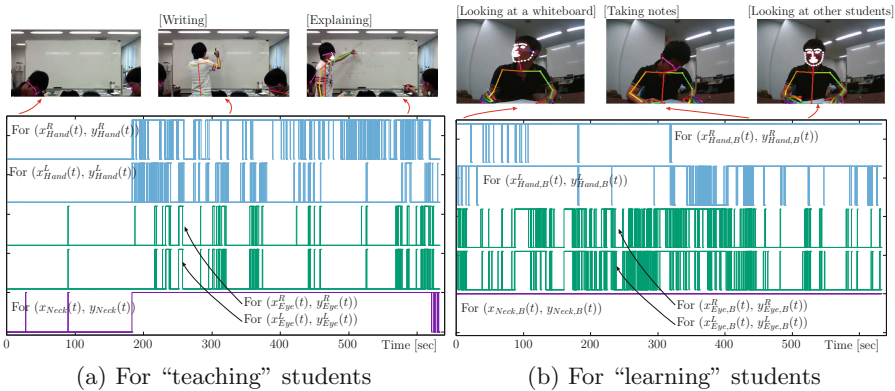 [Writing]
[Explaining]
For (x^R_Hand(t), y^R_Hand(t))
For (x^L_Hand(t), y^L_Hand(t))
For (x_Neck(t), y_Neck(t))
For (x^R_Eye(t), y^R_Eye(t))
For (x^L_Eye(t), y^L_Eye(t))
0 100 200 300 400 500 Time [sec]
(a) For “teaching” students
[Looking at a whiteboard]
[Taking notes]
[Looking at other students]
For (x^R_Hand,B(t), y^R_Hand,B(t))
For (x^L_Hand,B(t), y^L_Hand,B(t))
For (x_Neck,B(t), y_Neck,B(t))
For (x^R_Eye,B(t), y^R_Eye,B(t))
For (x^L_Eye,B(t), y^L_Eye,B(t))
0 100 200 300 400 500 Time [sec]
(b) For “learning” students